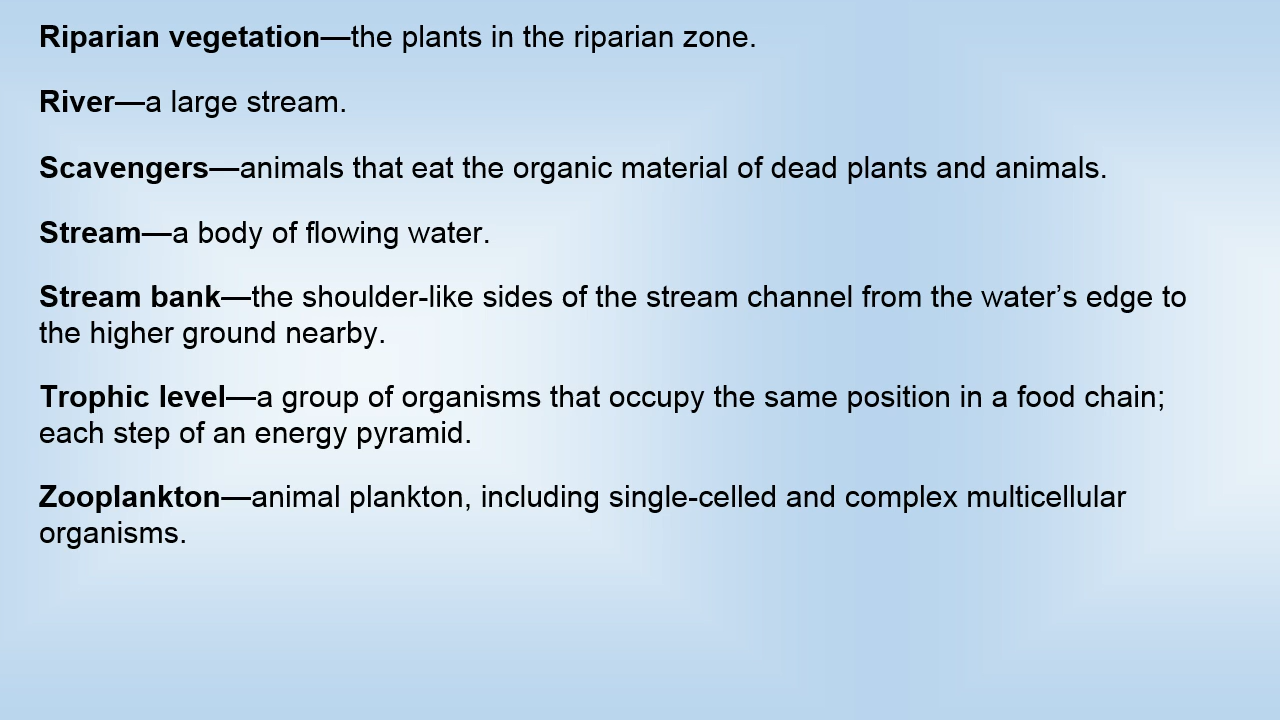 Riparian vegetation—the plants in the riparian zone.
River—a large stream.
Scavengers—animals that eat the organic material of dead plants and animals.
Stream—a body of flowing water.
Stream bank—the shoulder-like sides of the stream channel from the water’s edge to
the higher ground nearby.
Trophic level—a group of organisms that occupy the same position in a food chain;
each step of an energy pyramid.
Zooplankton—animal plankton, including single-celled and complex multicellular
organisms.